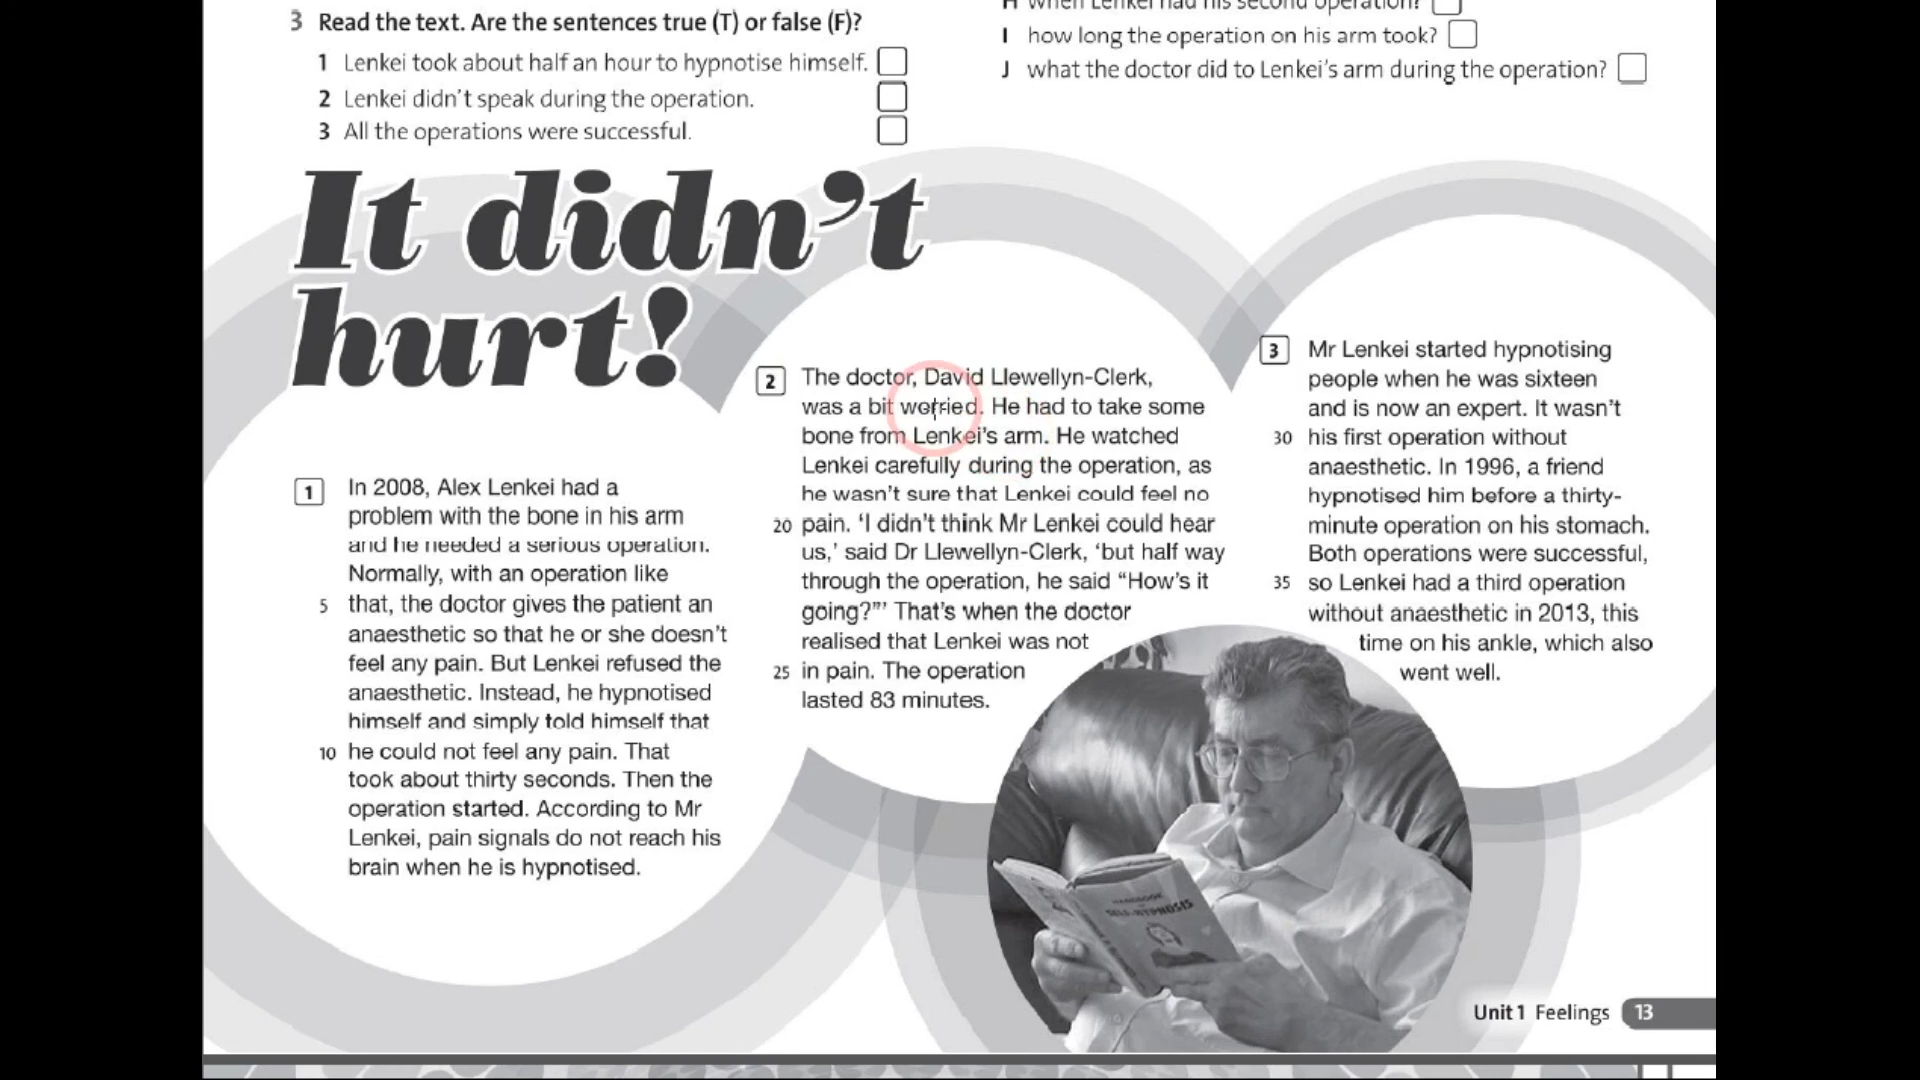 3 Read the text. Are the sentences true (T) or false (F)?
1 Lenkei took about half an hour to hypnotise himself.
2 Lenkei didn't speak during the operation.
3 All the operations were successful.
H when Lenkei had his second operation?
I how long the operation on his arm took?
J what the doctor did to Lenkei's arm during the operation?
It didn't
hurt!
1 In 2008, Alex Lenkei had a
problem with the bone in his arm
and he needed a serious operation.
Normally, with an operation like
5 that, the doctor gives the patient an
anaesthetic so that he or she doesn't
feel any pain. But Lenkei refused the
anaesthetic. Instead, he hypnotised
himself and simply told himself that
10 he could not feel any pain. That
took about thirty seconds. Then the
operation started. According to Mr
Lenkei, pain signals do not reach his
brain when he is hypnotised.
2 The doctor, David Llewellyn-Clerk,
was a bit worried. He had to take some
bone from Lenkei's arm. He watched
Lenkei carefully during the operation, as
he wasn't sure that Lenkei could feel no
20 pain. 'I didn't think Mr Lenkei could hear
us,' said Dr Llewellyn-Clerk, 'but half way
through the operation, he said "How's it
going?"' That's when the doctor
realised that Lenkei was not
25 in pain. The operation
lasted 83 minutes.
3 Mr Lenkei started hypnotising
people when he was sixteen
and is now an expert. It wasn't
30 his first operation without
anaesthetic. In 1996, a friend
hypnotised him before a thirty-
minute operation on his stomach.
Both operations were successful,
35 so Lenkei had a third operation
without anaesthetic in 2013, this
time on his ankle, which also
went well.
HANDBOOK
SELF-HYPNOSIS
Unit 1 Feelings 13